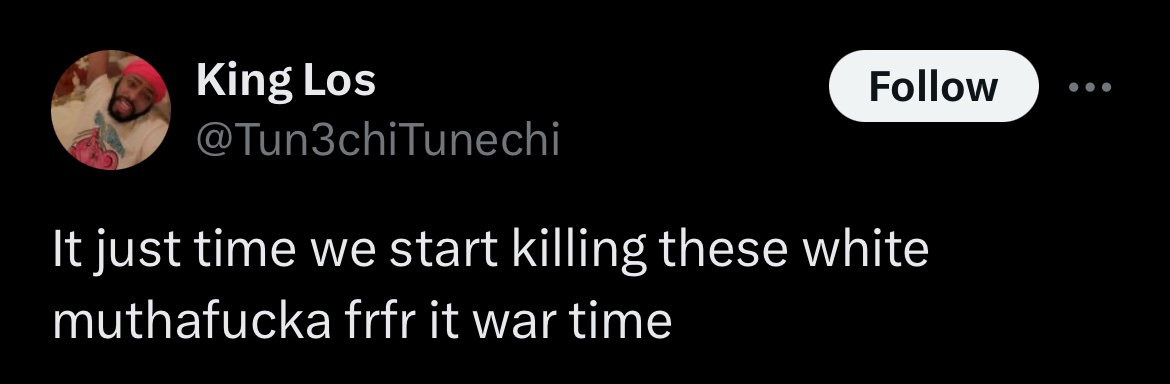 King Los
@Tun3chiTunechi
Follow
It just time we start killing these white
muthafucka frfr it war time